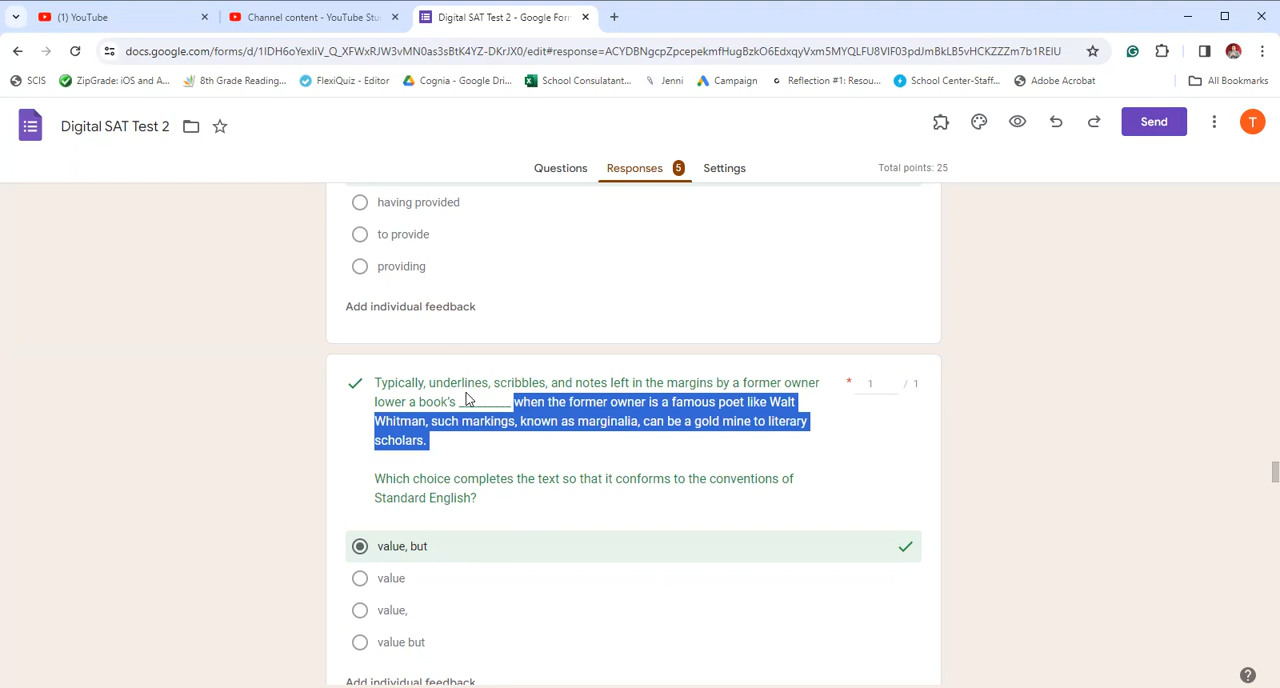 (1) YouTube
Channel content - YouTube Stu
Digital SAT Test 2 - Google For
docs.google.com/forms/d/1IDH6oYexIiV_Q_XFWxRJW3vMN0as3sBtK4YZ-DKrJX0/edit#response=ACYDBNgcpZpcepekmfHugBzkO6EdxqyVxm5MYQLFU8VIF03pdJmBkLB5vHCKZZZm7b1REIU
SCIS
ZipGrade: iOS and A...
8th Grade Reading...
FlexiQuiz - Editor
Cognia - Google Dri...
School Consulatant...
Jenni
Campaign
Reflection #1: Resou...
School Center-Staff...
Adobe Acrobat
All Bookmarks
Digital SAT Test 2
Send
T
Questions
Responses 5
Settings
Total points: 25
having provided
to provide
providing
Add individual feedback
Typically, underlines, scribbles, and notes left in the margins by a former owner
lower a book's ________ when the former owner is a famous poet like Walt
Whitman, such markings, known as marginalia, can be a gold mine to literary
scholars.
* 1 / 1
Which choice completes the text so that it conforms to the conventions of
Standard English?
value, but
value
value,
value but
Add individual feedback